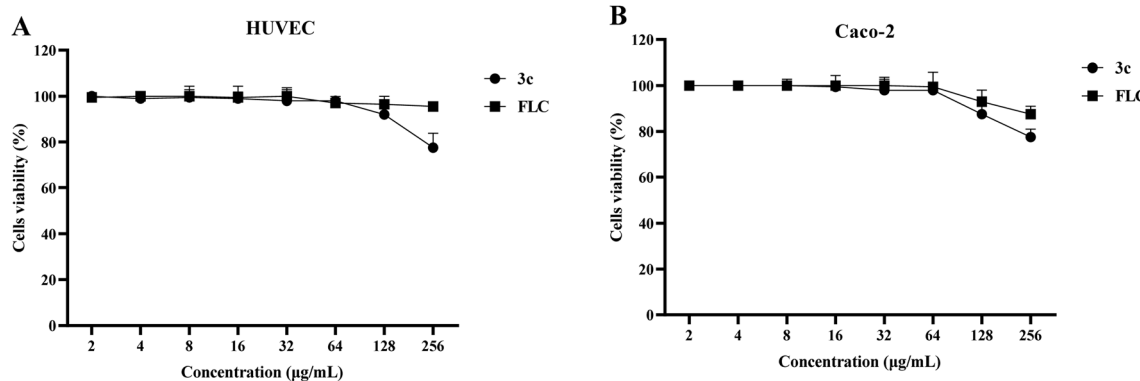 A
HUVEC
120
100
80
60
40
20
0
Cells viability (%)
2 4 8 16 32 64 128 256
Concentration (µg/mL)
3c
FLC
B
Caco-2
120
100
80
60
40
20
0
Cells viability (%)
2 4 8 16 32 64 128 256
Concentration (µg/mL)
3c
FLC